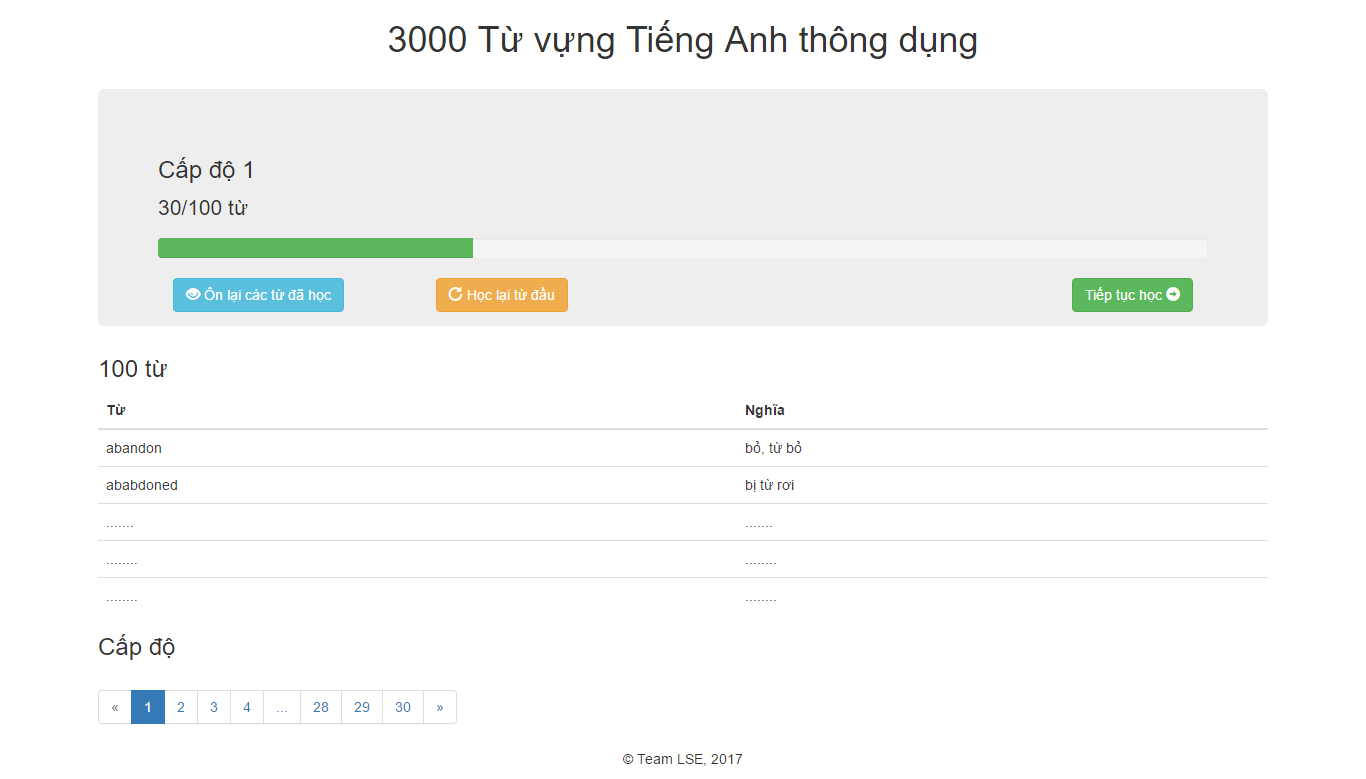 3000 Từ vựng Tiếng Anh thông dụng
Cấp độ 1
30/100 từ
Ôn lại các từ đã học
Học lại từ đầu
Tiếp tục học
100 từ
Từ Nghĩa
abandon bỏ, từ bỏ
ababdoned bị từ rơi
....... .......
........ ........
........ ........
Cấp độ
« 1 2 3 4 ... 28 29 30 »
© Team LSE, 2017